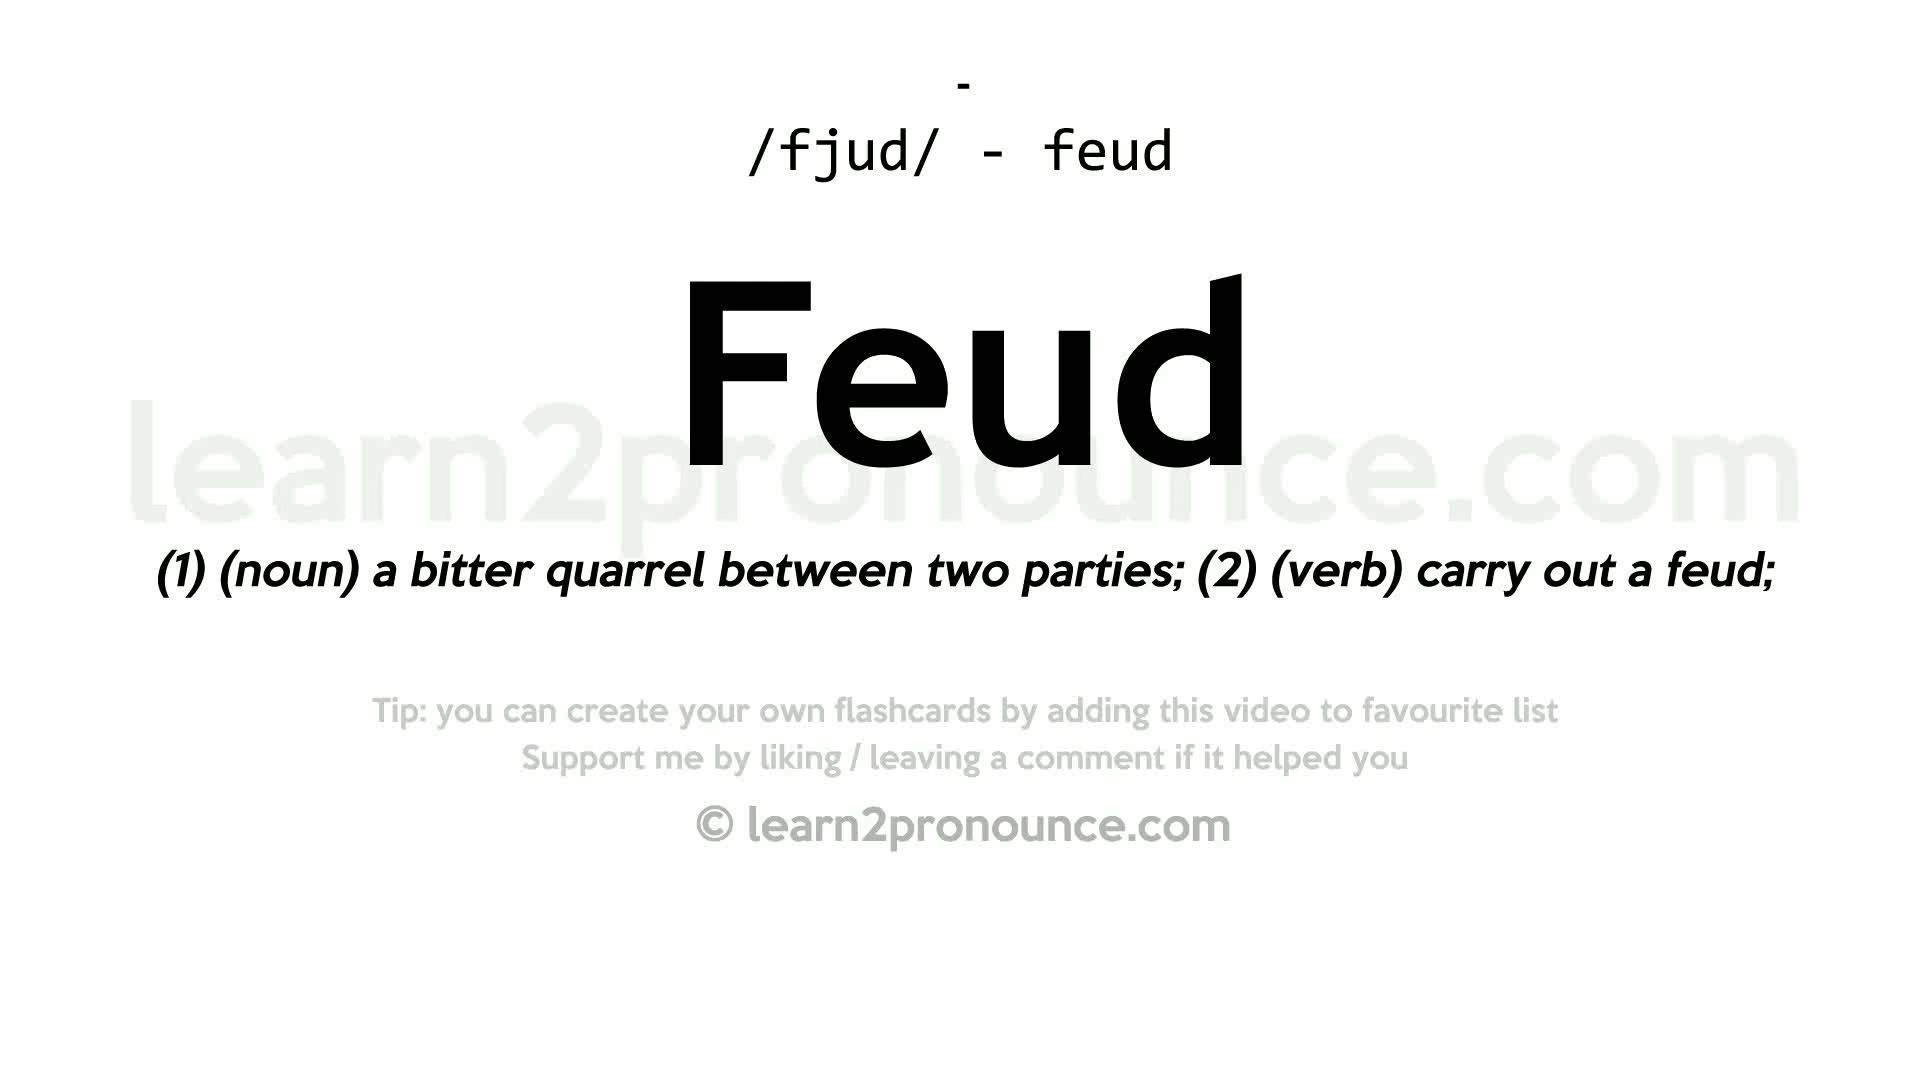 -
/fjud/ - feud
Feud
learn2pronounce.com
(1) (noun) a bitter quarrel between two parties; (2) (verb) carry out a feud;
Tip: you can create your own flashcards by adding this video to favourite list
Support me by liking / leaving a comment if it helped you
© learn2pronounce.com